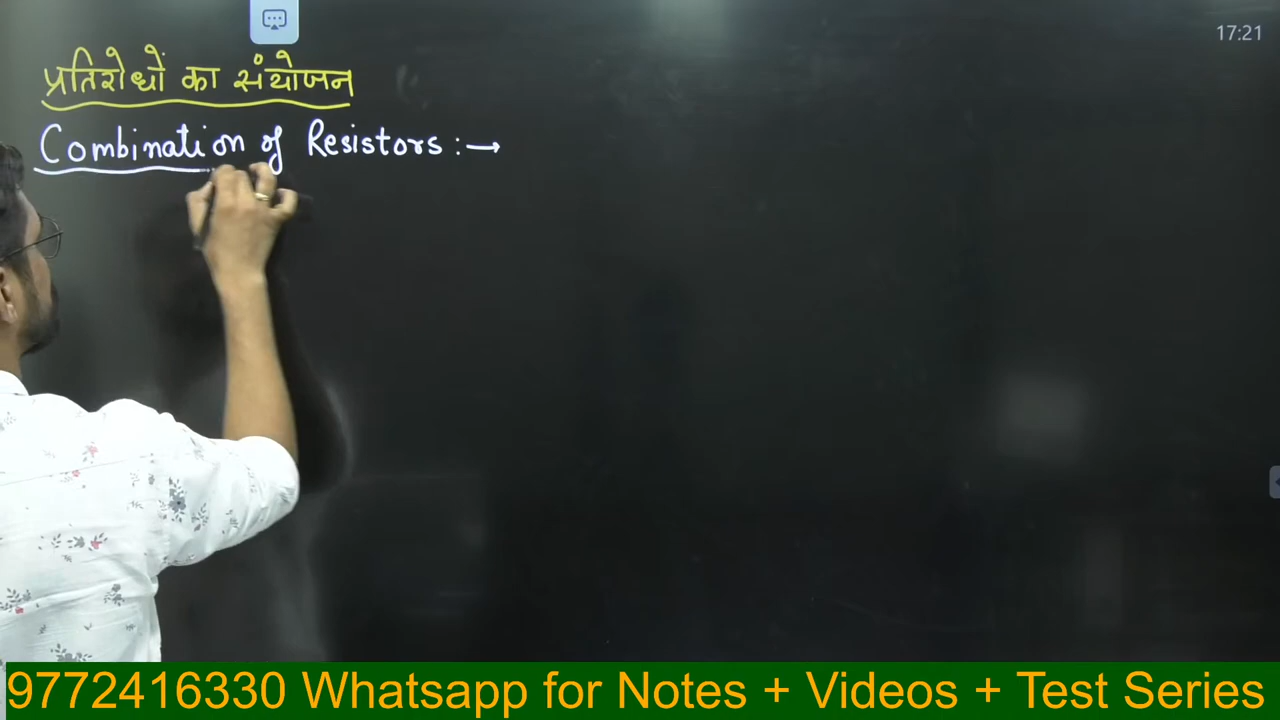 17:21
प्रतिरोधों का संयोजन
Combination of Resistors :→
9772416330 Whatsapp for Notes + Videos + Test Series